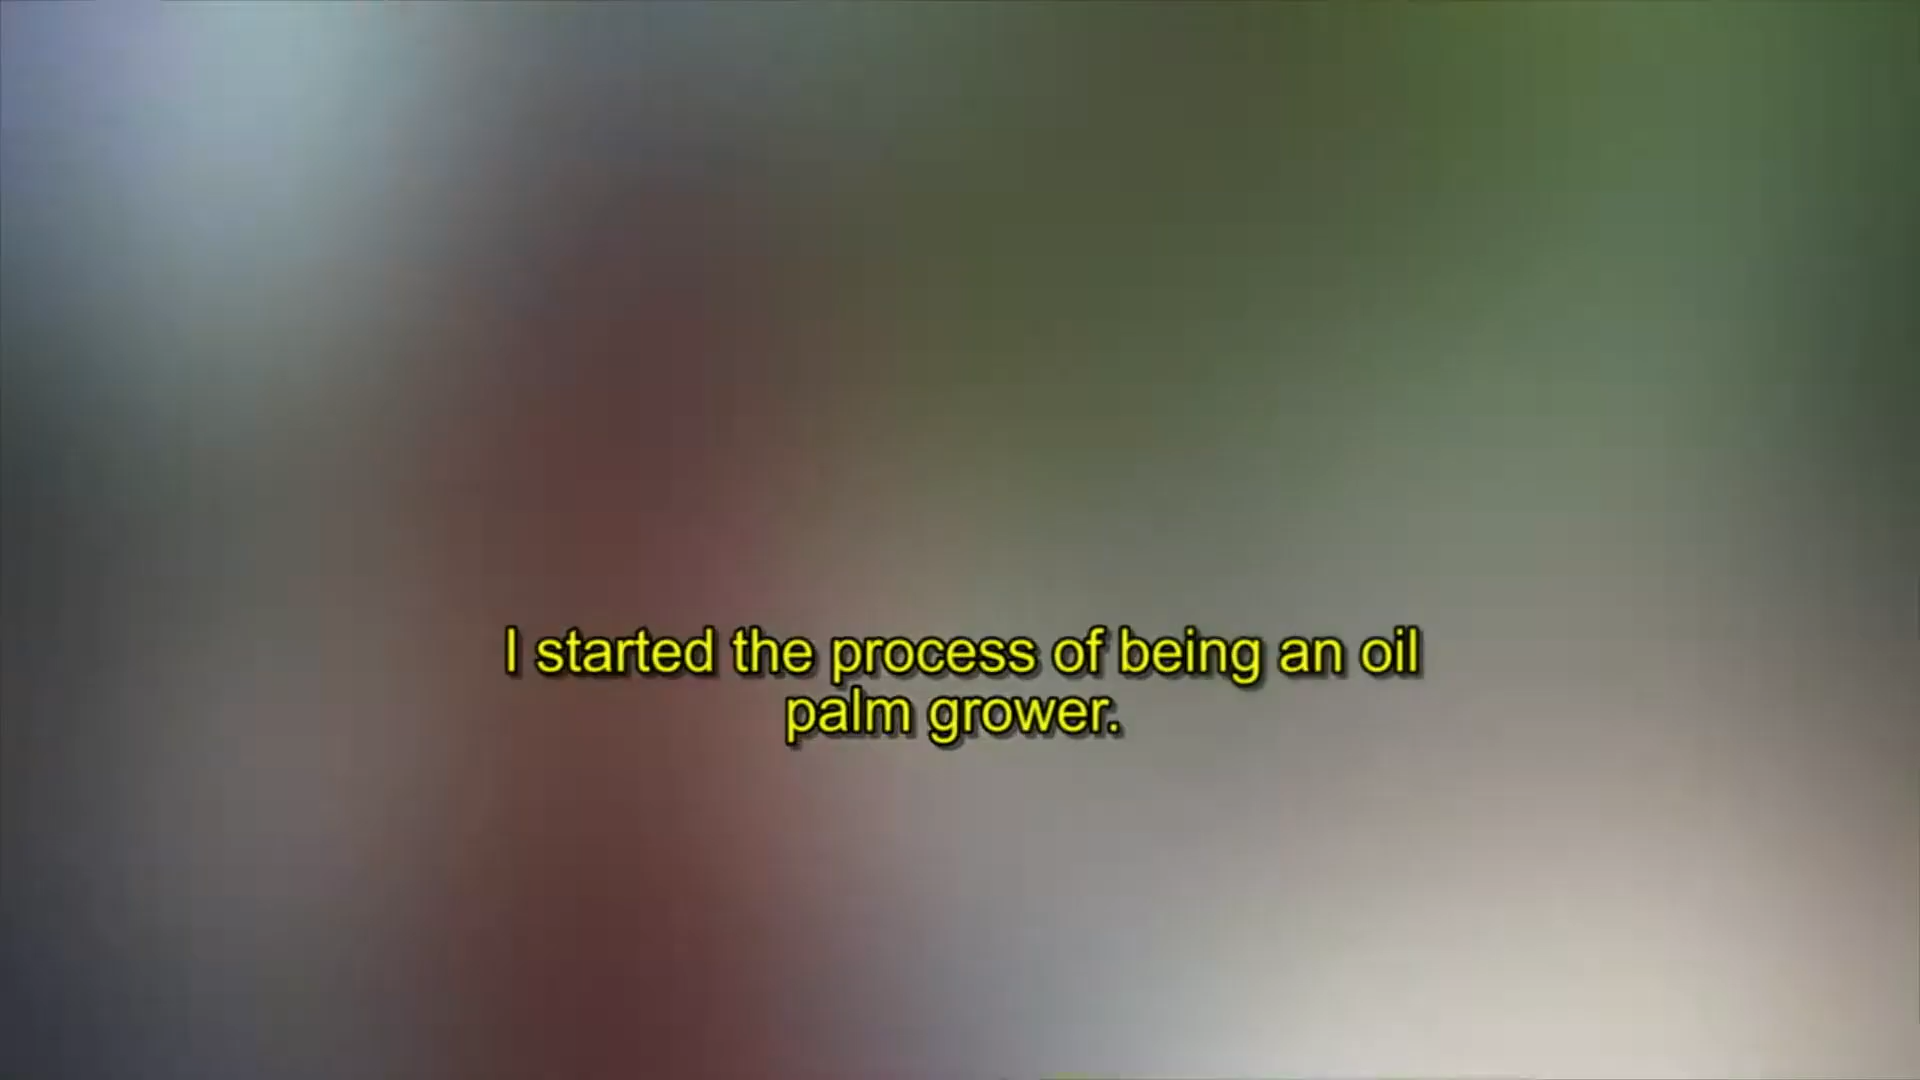 I started the process of being an oil
palm grower.